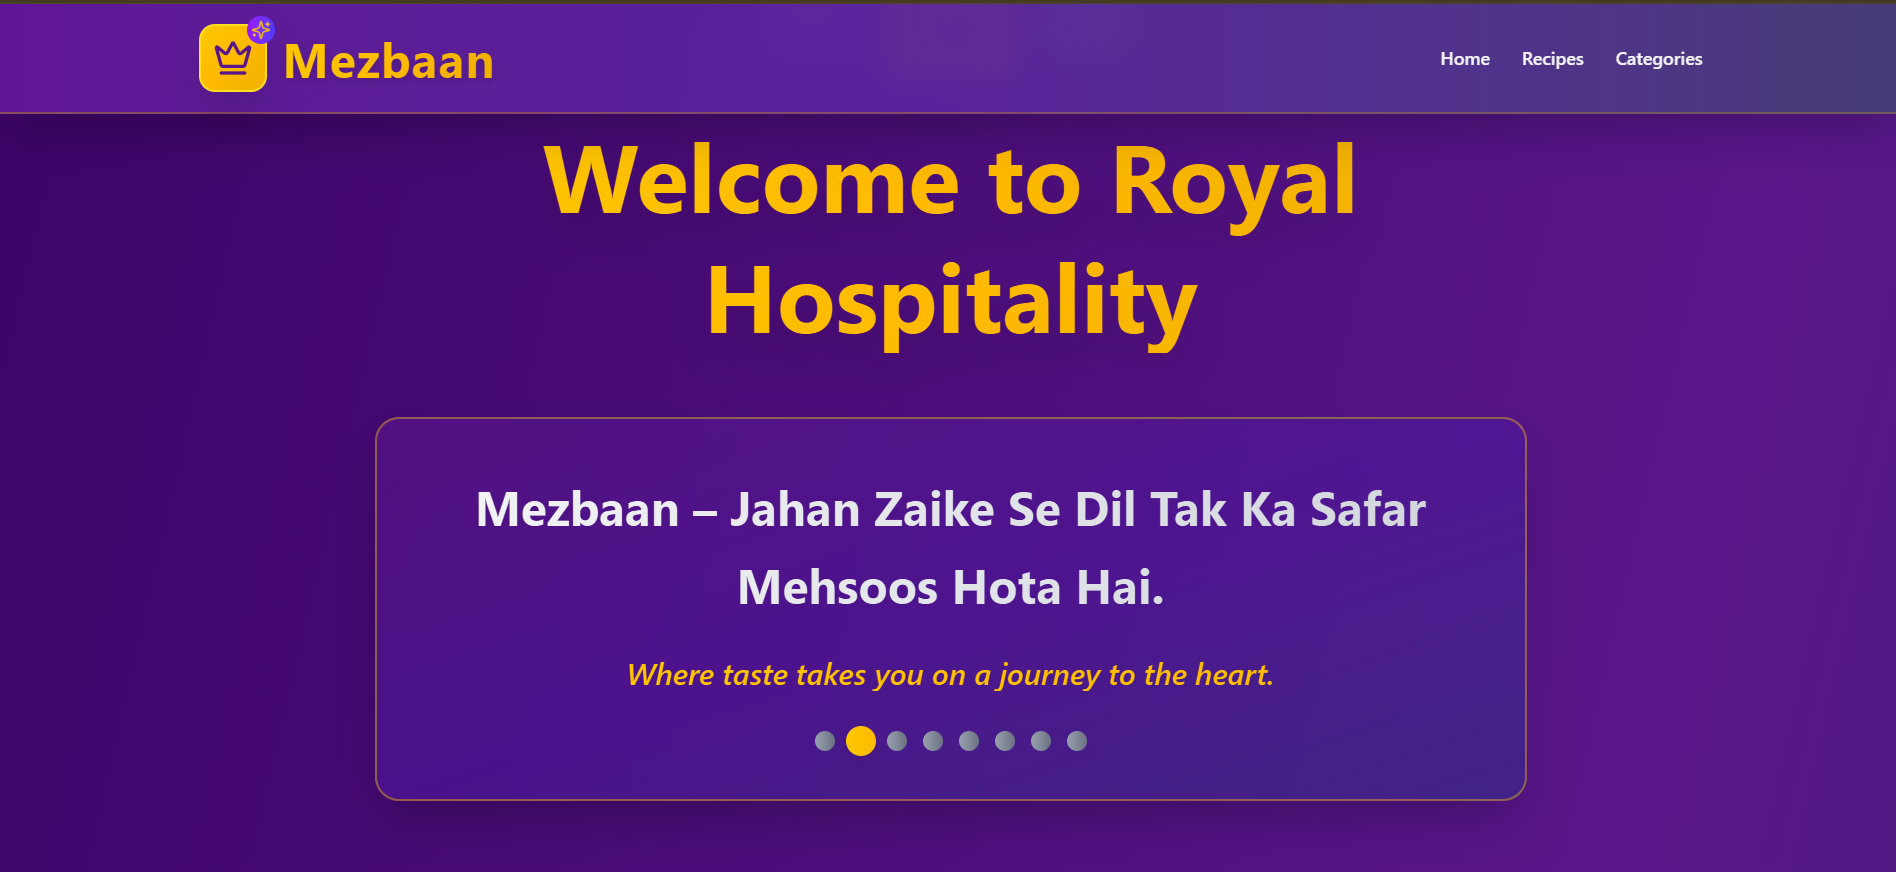 Mezbaan
Home Recipes Categories
Welcome to Royal
Hospitality
Mezbaan – Jahan Zaike Se Dil Tak Ka Safar
Mehsoos Hota Hai.
Where taste takes you on a journey to the heart.